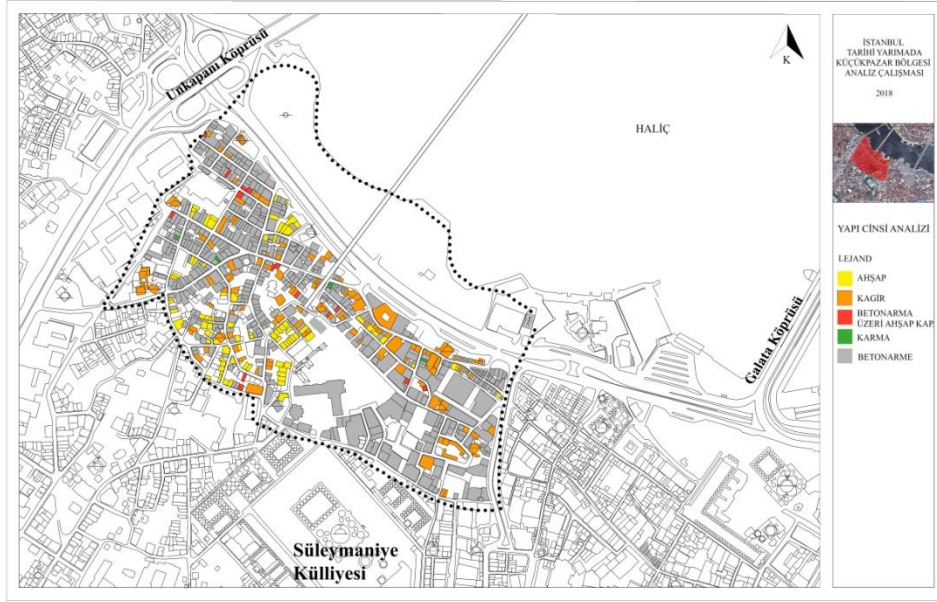 Unkapanı Köprüsü
K
HALİÇ
Galata Köprüsü
Süleymaniye
Külliyesi
İSTANBUL
TARİHİ YARIMADA
KÜÇÜKPAZAR BÖLGESİ
ANALİZ ÇALIŞMASI
2018
YAPI CİNSİ ANALİZİ
LEJAND
AHŞAP
KAGİR
BETONARMA
ÜZERİ AHŞAP KAP.
KARMA
BETONARME